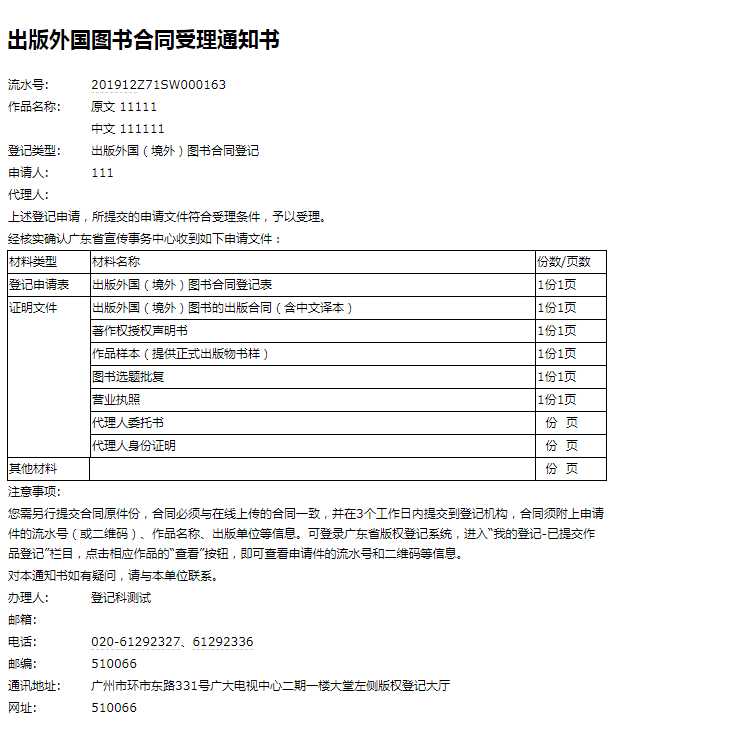 出版外国图书合同受理通知书
流水号: 201912Z71SW000163
作品名称: 原文 11111
中文 111111
登记类型: 出版外国（境外）图书合同登记
申请人: 111
代理人:
上述登记申请，所提交的申请文件符合受理条件，予以受理。
经核实确认广东省宣传事务中心收到如下申请文件：
材料类型 材料名称 份数/页数
登记申请表 出版外国（境外）图书合同登记表 1份1页
证明文件 出版外国（境外）图书的出版合同（含中文译本） 1份1页
著作权授权声明书 1份1页
作品样本（提供正式出版物书样） 1份1页
图书选题批复 1份1页
营业执照 1份1页
代理人委托书 份 页
代理人身份证明 份 页
其他材料 份 页
注意事项:
您需另行提交合同原件份，合同必须与在线上传的合同一致，并在3个工作日内提交到登记机构，合同须附上申请
件的流水号（或二维码）、作品名称、出版单位等信息。可登录广东省版权登记系统，进入“我的登记-已提交作
品登记”栏目，点击相应作品的“查看”按钮，即可查看申请件的流水号和二维码等信息。
对本通知书如有疑问，请与本单位联系。
办理人: 登记科测试
邮箱:
电话: 020-61292327、61292336
邮编: 510066
通讯地址: 广州市环市东路331号广大电视中心二期一楼大堂左侧版权登记大厅
网址: 510066